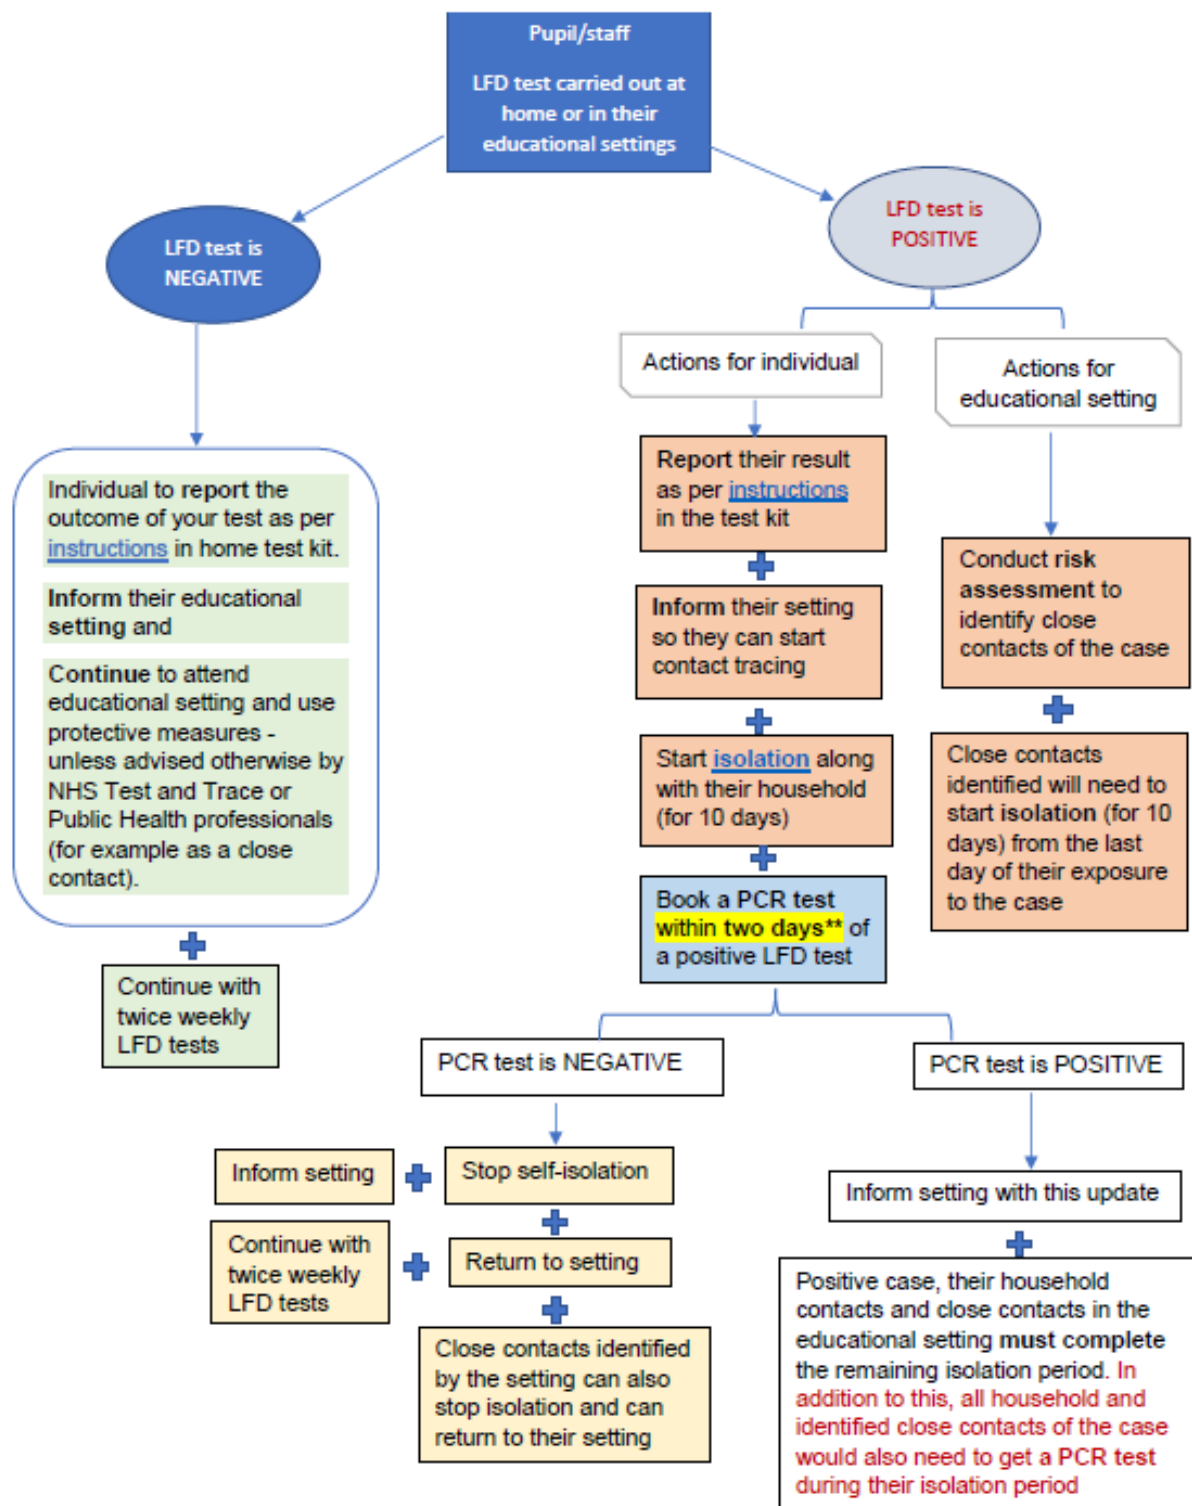 Pupil/staff
LFD test carried out at
home or in their
educational settings
LFD test is
NEGATIVE
LFD test is
POSITIVE
Individual to report the
outcome of your test as per
instructions in home test kit.
Inform their educational
setting and
Continue to attend
educational setting and use
protective measures -
unless advised otherwise by
NHS Test and Trace or
Public Health professionals
(for example as a close
contact).
Continue with
twice weekly
LFD tests
Actions for individual
Report their result
as per instructions
in the test kit
Inform their setting
so they can start
contact tracing
Start isolation along
with their household
(for 10 days)
Book a PCR test
within two days** of
a positive LFD test
Actions for
educational setting
Conduct risk
assessment to
identify close
contacts of the case
Close contacts
identified will need to
start isolation (for 10
days) from the last
day of their exposure
to the case
PCR test is NEGATIVE
Inform setting
Stop self-isolation
Continue with
twice weekly
LFD tests
Return to setting
Close contacts identified
by the setting can also
stop isolation and can
return to their setting
PCR test is POSITIVE
Inform setting with this update
Positive case, their household
contacts and close contacts in the
educational setting must complete
the remaining isolation period. In
addition to this, all household and
identified close contacts of the case
would also need to get a PCR test
during their isolation period